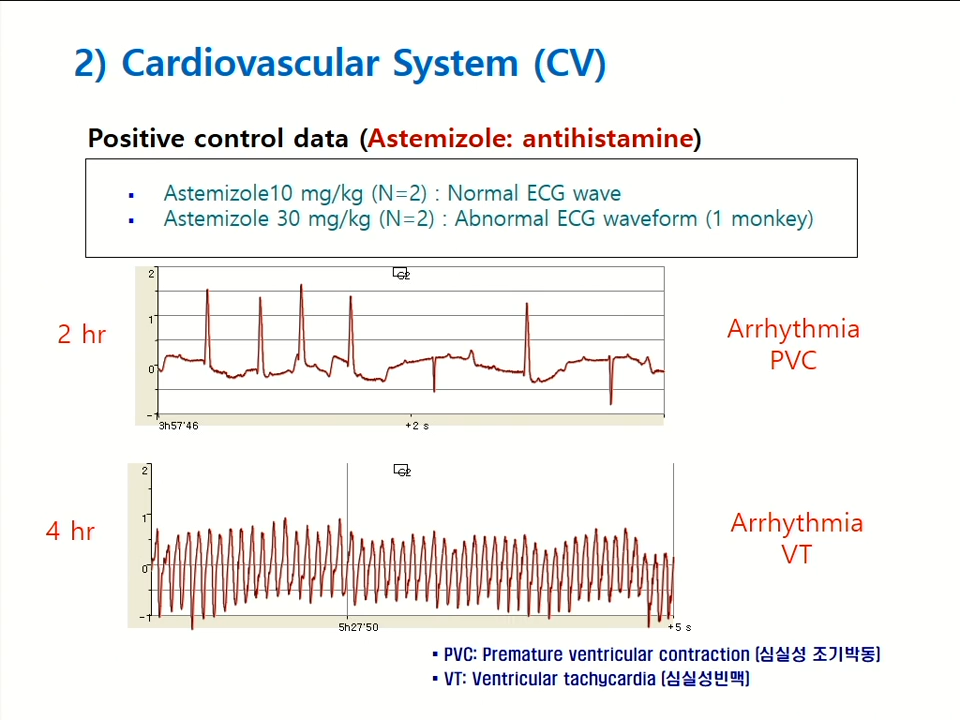 2) Cardiovascular System (CV)
Positive control data (Astemizole: antihistamine)
▪ Astemizole10 mg/kg (N=2) : Normal ECG wave
▪ Astemizole 30 mg/kg (N=2) : Abnormal ECG waveform (1 monkey)
2 hr
2
1
0
-
G2
3h57'46
+2 s
Arrhythmia
PVC
4 hr
2
1
0
-1
G2
5h27'50
+5 s
Arrhythmia
VT
▪ PVC: Premature ventricular contraction (심실성 조기박동)
▪ VT: Ventricular tachycardia (심실성빈맥)